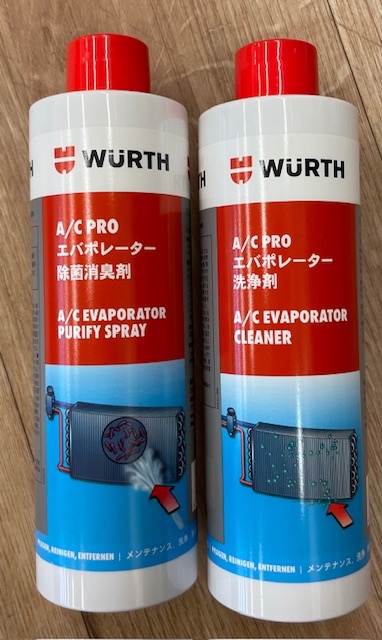 WÜRTH
A/C PRO
エバポレーター
除菌消臭剤
A/C EVAPORATOR
PURIFY SPRAY
PFLEGEN, REINIGEN, ENTFERNEN | メンテナンス、洗浄
TH
WÜRTH
A/C PRO
エバポレーター
洗浄剤
A/C EVAPORATOR
CLEANER
PFLEGEN, REINIGEN, ENTFERNEN | メンテナンス、洗浄